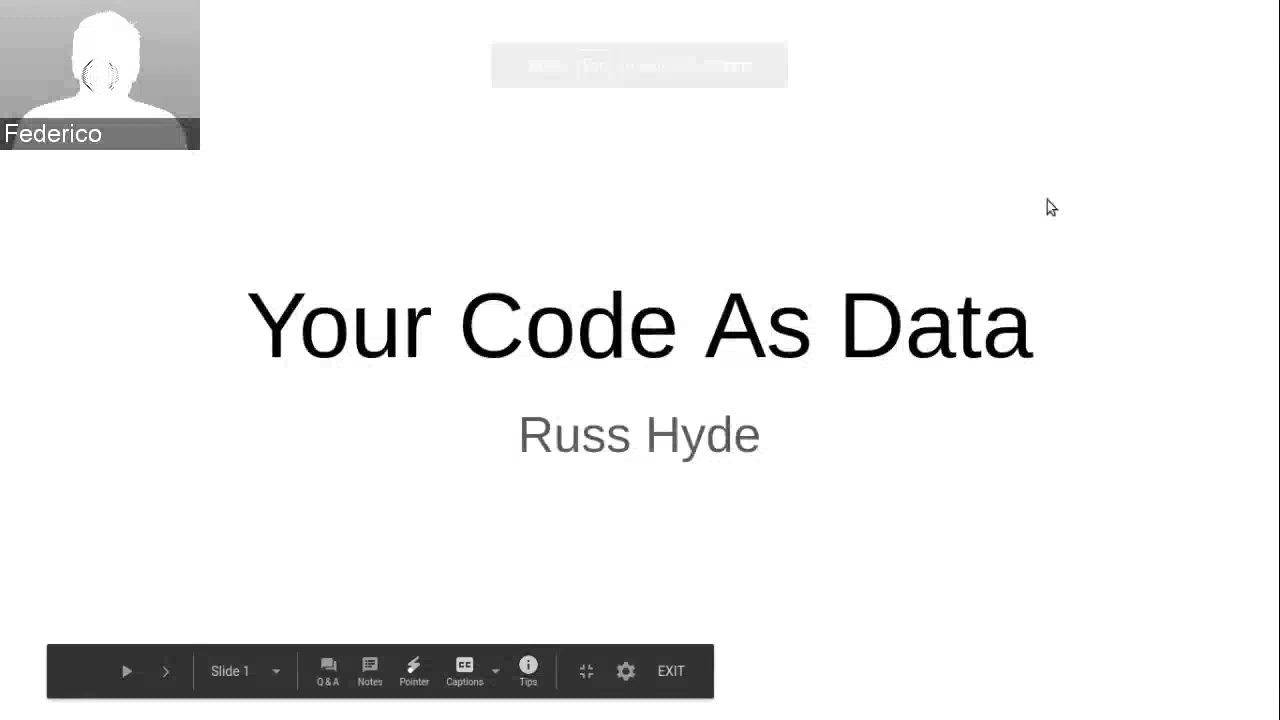 Federico
Your Code As Data
Russ Hyde
Slide 1
Q & A
Notes
Pointer
Captions
Tips
EXIT